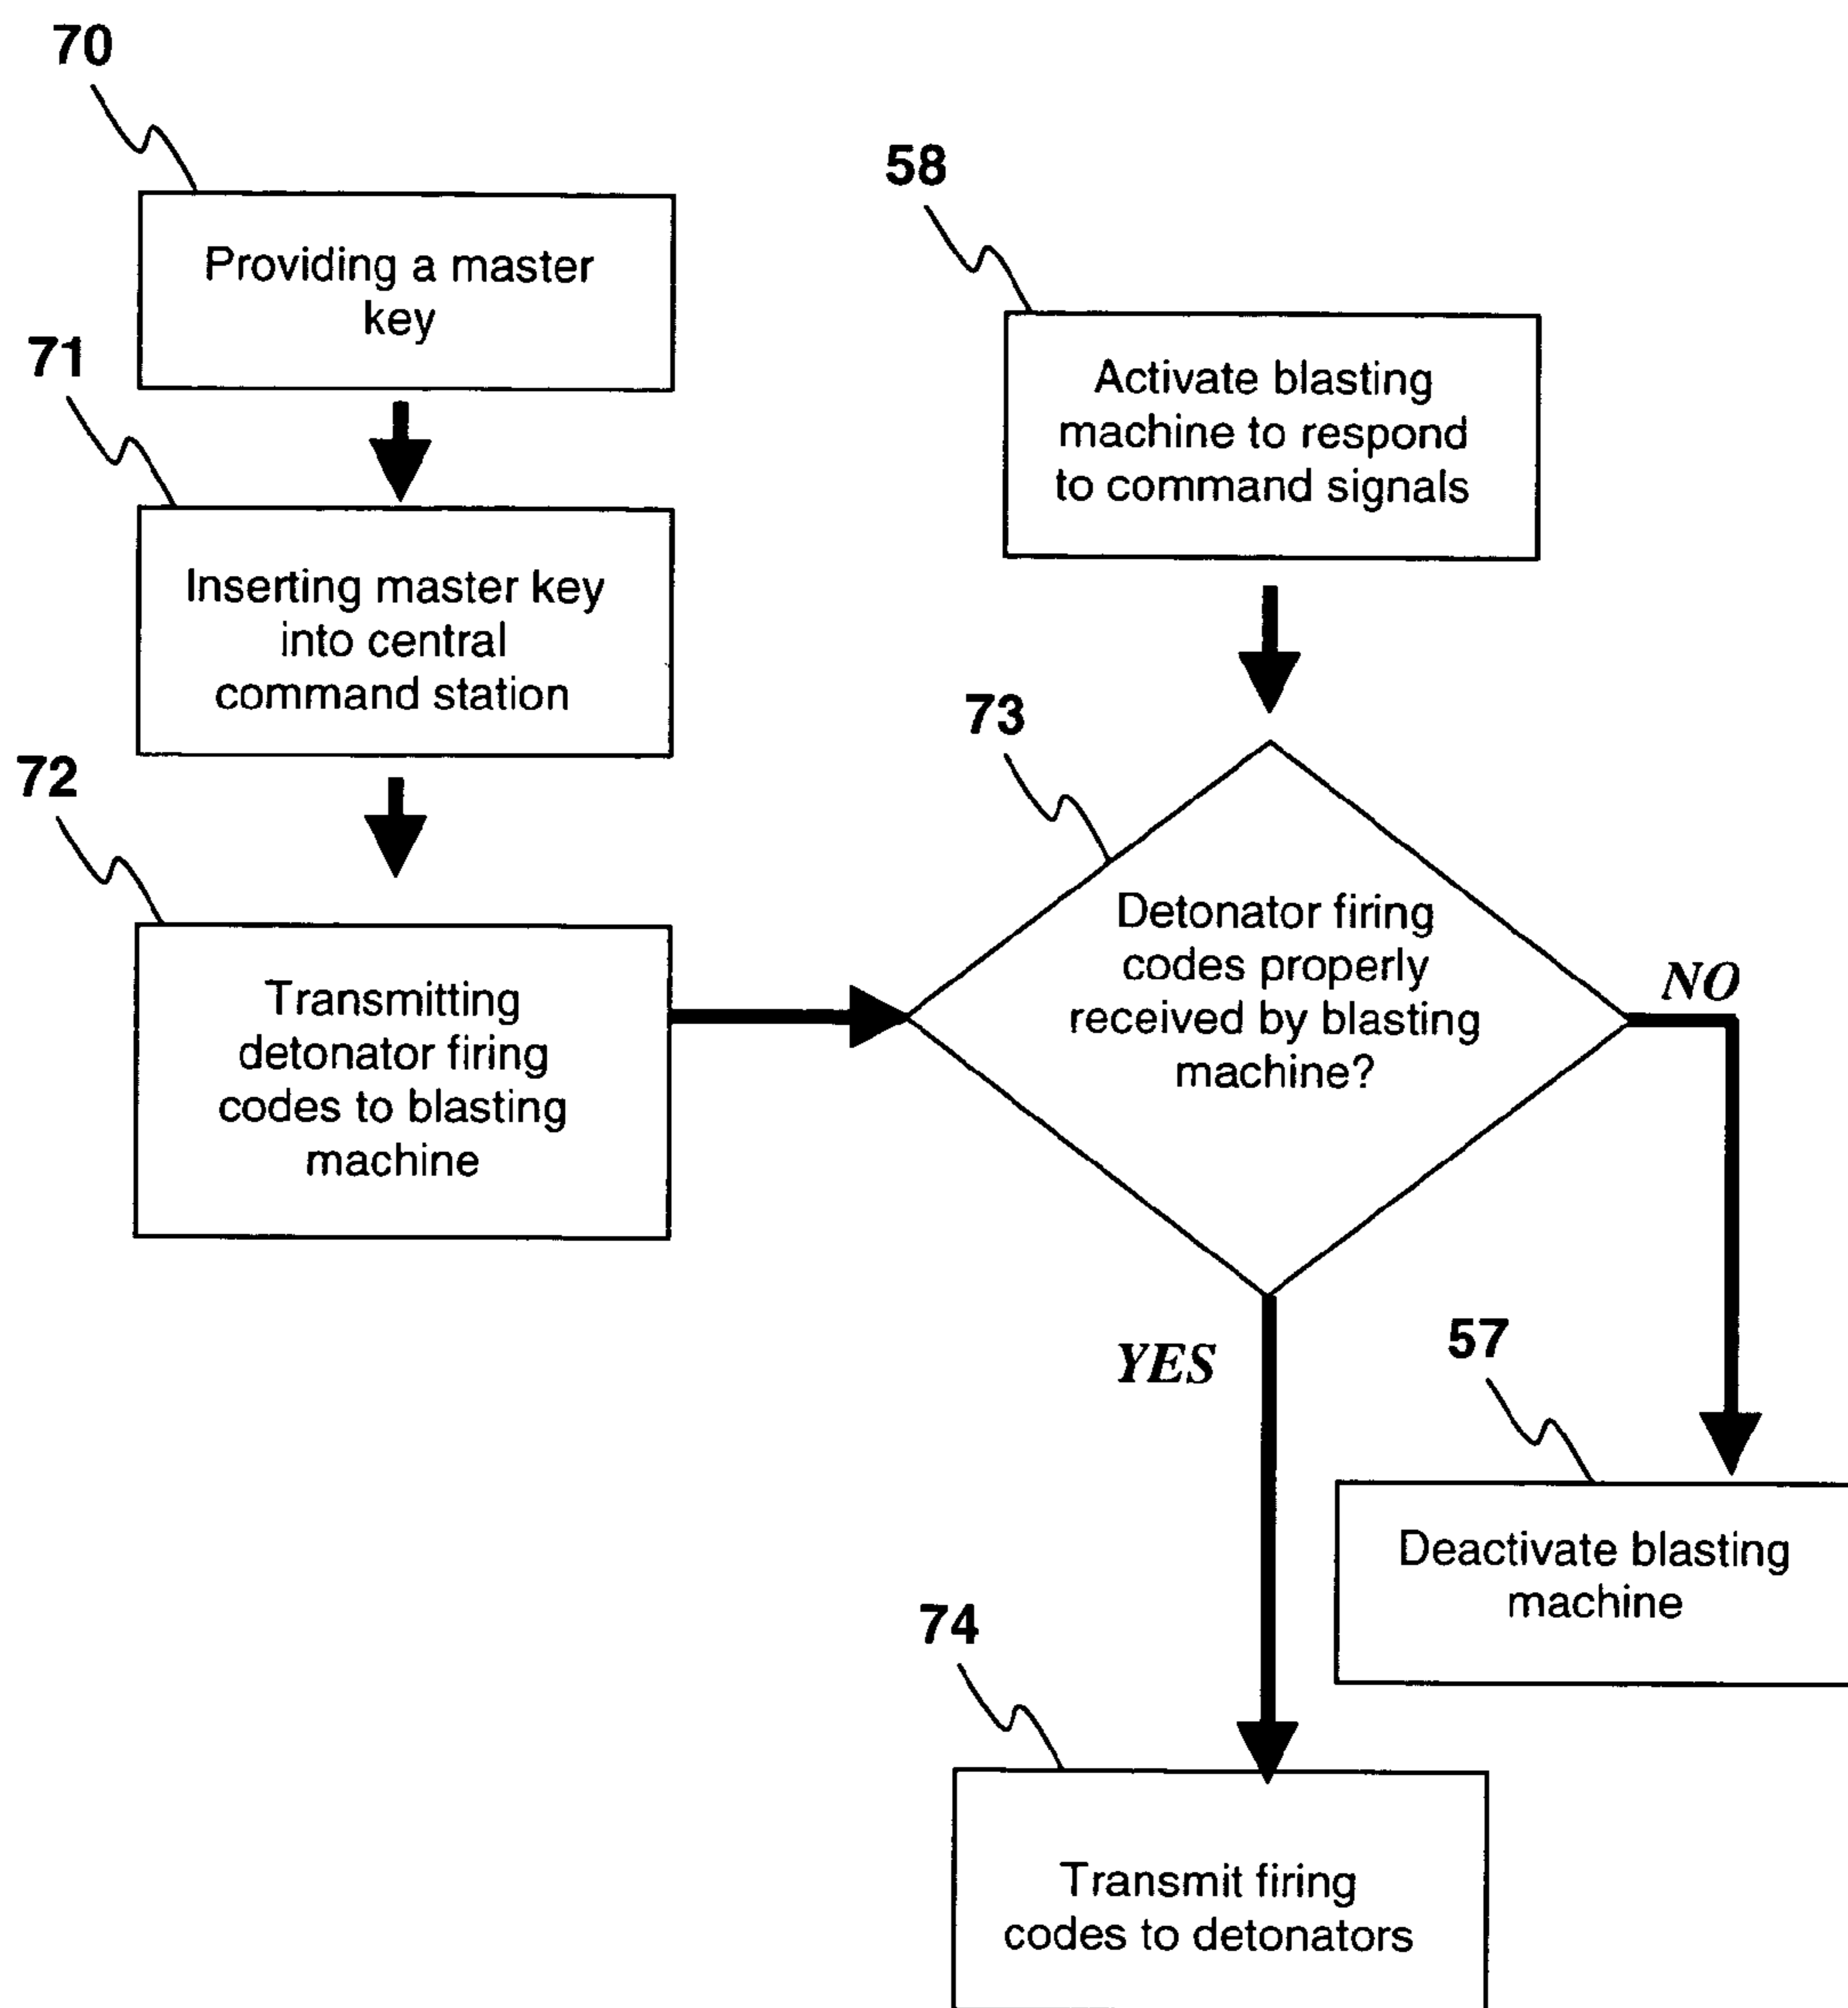 70
Providing a master
key
71
Inserting master key
into central
command station
72
Transmitting
detonator firing
codes to blasting
machine
58
Activate blasting
machine to respond
to command signals
73
Detonator firing
codes properly
received by blasting
machine?
NO
YES
57
Deactivate blasting
machine
74
Transmit firing
codes to detonators